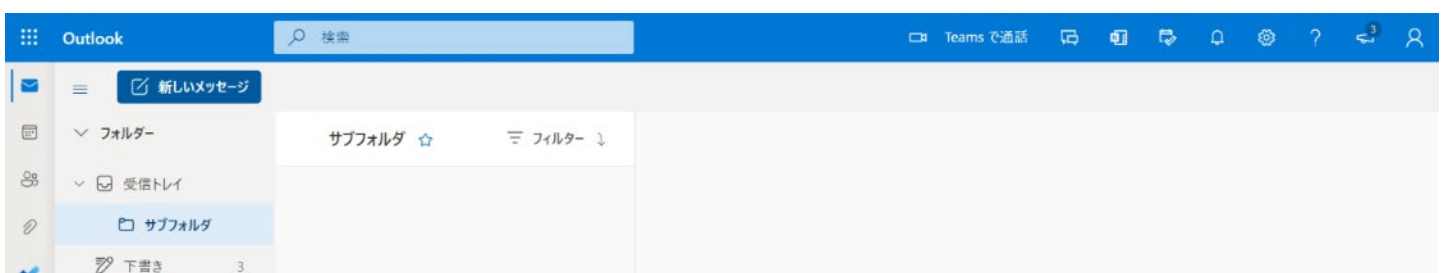 Outlook
検索
Teams で通話
3
新しいメッセージ
フォルダー
サブフォルダ
フィルター
受信トレイ
サブフォルダ
下書き 3